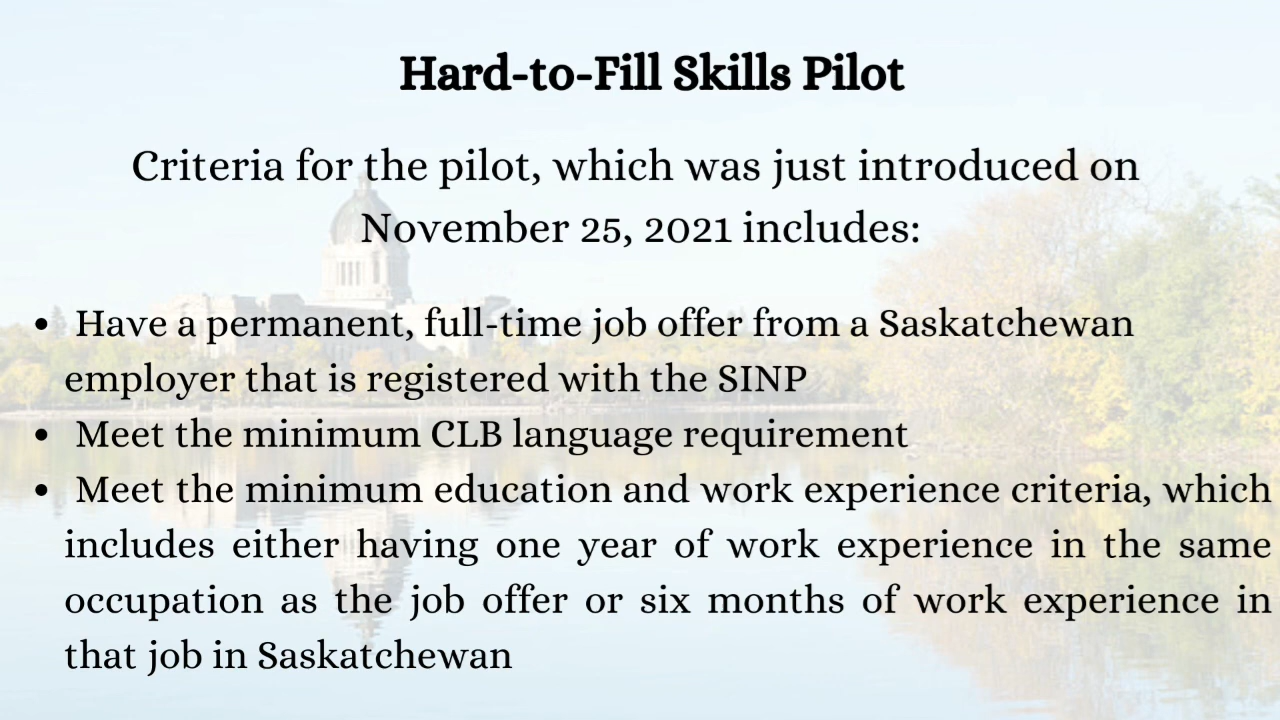 Hard-to-Fill Skills Pilot
Criteria for the pilot, which was just introduced on
November 25, 2021 includes:
• Have a permanent, full-time job offer from a Saskatchewan
employer that is registered with the SINP
• Meet the minimum CLB language requirement
• Meet the minimum education and work experience criteria, which
includes either having one year of work experience in the same
occupation as the job offer or six months of work experience in
that job in Saskatchewan